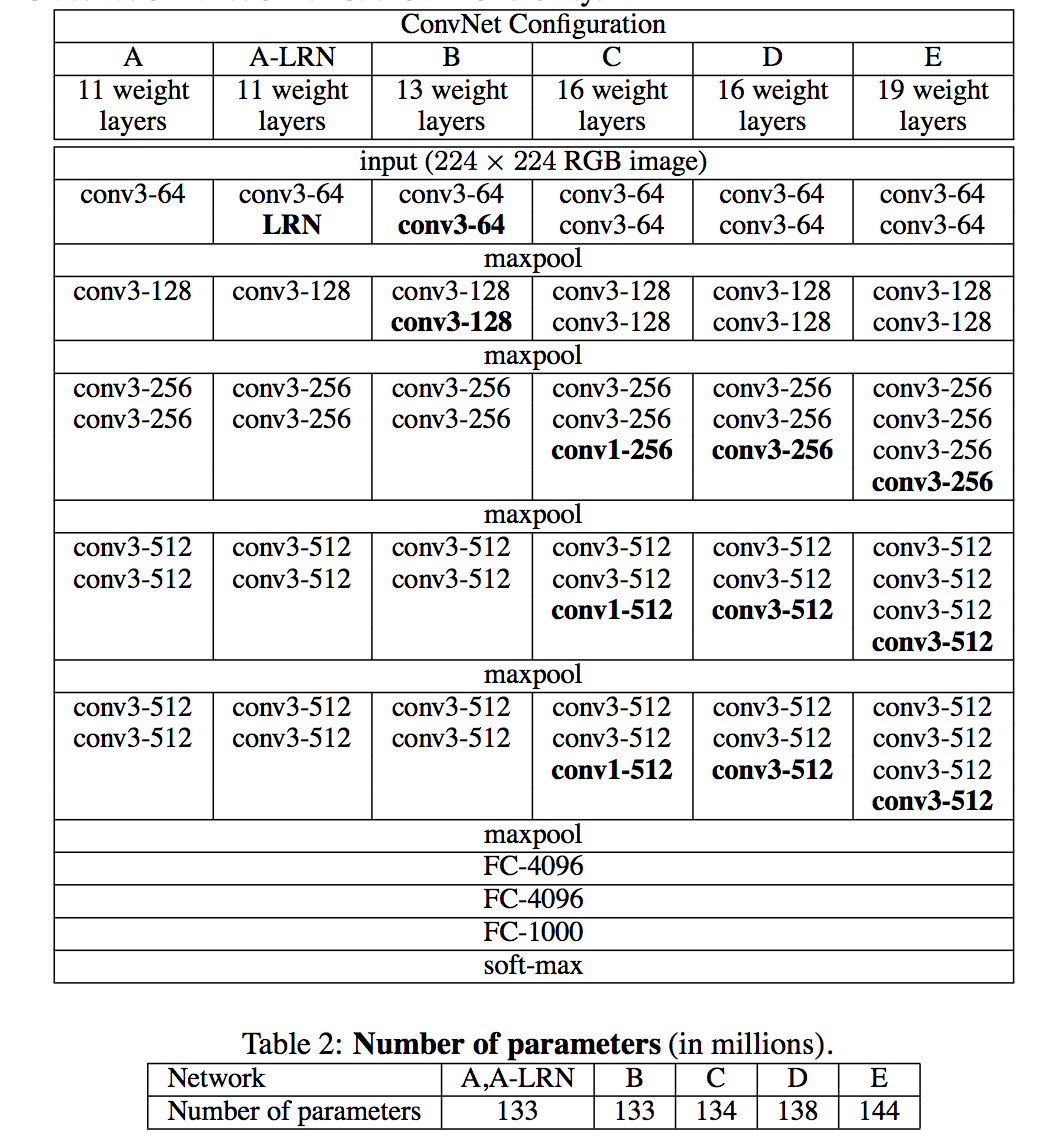 ConvNet Configuration
A A-LRN B C D E
11 weight 11 weight 13 weight 16 weight 16 weight 19 weight
layers layers layers layers layers layers
input (224 × 224 RGB image)
conv3-64 conv3-64 conv3-64 conv3-64 conv3-64 conv3-64
LRN conv3-64 conv3-64 conv3-64 conv3-64
maxpool
conv3-128 conv3-128 conv3-128 conv3-128 conv3-128 conv3-128
conv3-128 conv3-128 conv3-128 conv3-128
maxpool
conv3-256 conv3-256 conv3-256 conv3-256 conv3-256 conv3-256
conv3-256 conv3-256 conv3-256 conv3-256 conv3-256 conv3-256
conv1-256 conv3-256 conv3-256
conv3-256
maxpool
conv3-512 conv3-512 conv3-512 conv3-512 conv3-512 conv3-512
conv3-512 conv3-512 conv3-512 conv3-512 conv3-512 conv3-512
conv1-512 conv3-512 conv3-512
conv3-512
maxpool
conv3-512 conv3-512 conv3-512 conv3-512 conv3-512 conv3-512
conv3-512 conv3-512 conv3-512 conv3-512 conv3-512 conv3-512
conv1-512 conv3-512 conv3-512
conv3-512
maxpool
FC-4096
FC-4096
FC-1000
soft-max
Table 2: Number of parameters (in millions).
Network A,A-LRN B C D E
Number of parameters 133 133 134 138 144